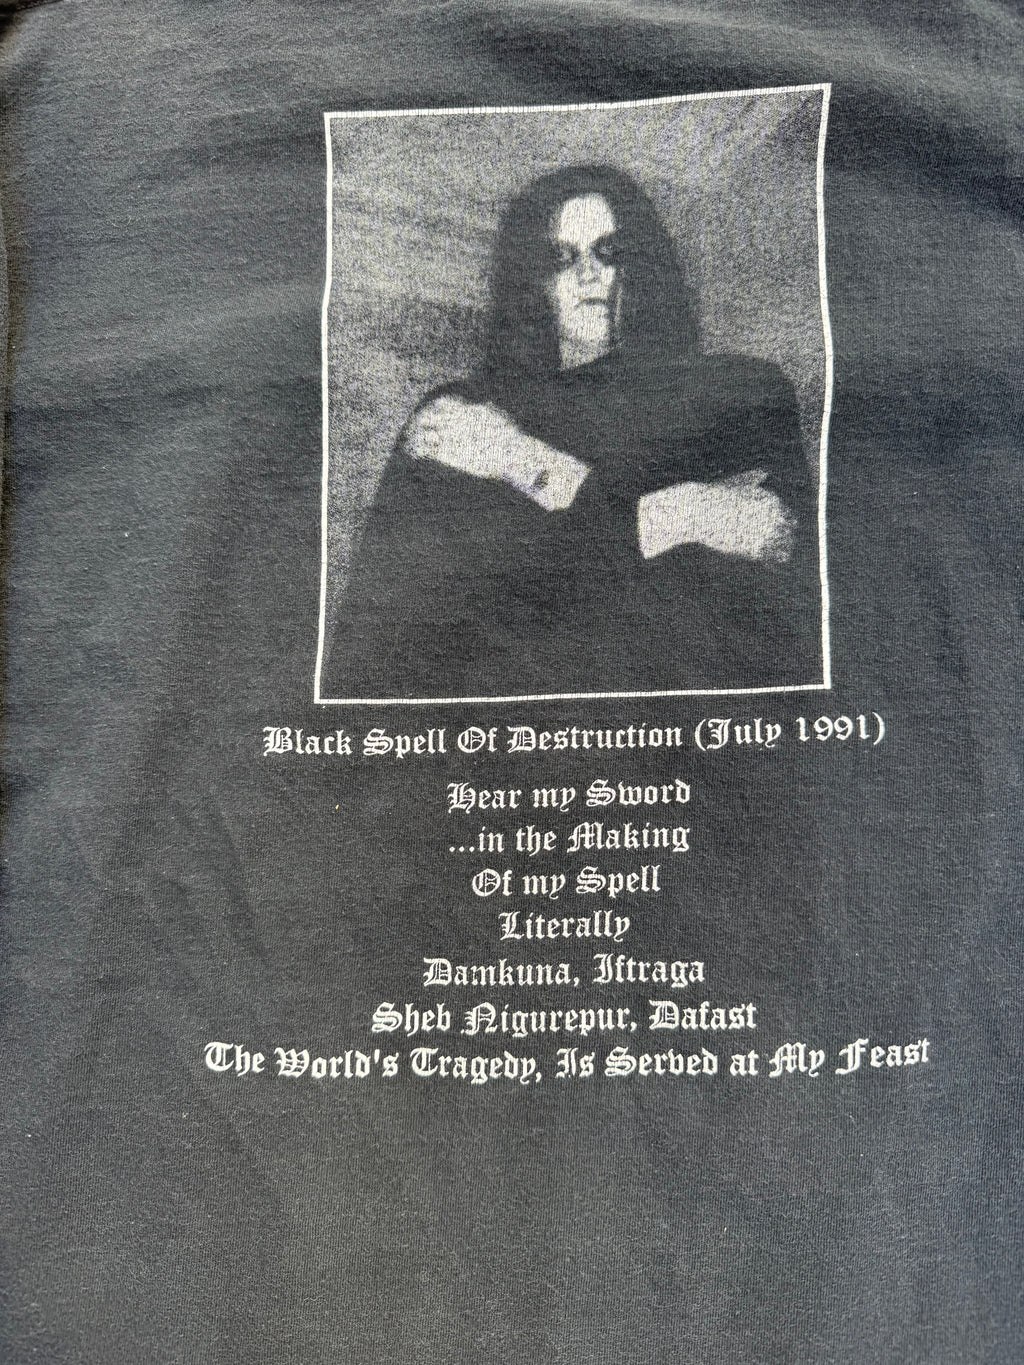 Black Spell Of Destruction (July 1991)
Hear my Sword
...in the Making
Of my Spell
Literally
Damkuna, Iftraga
Sheb Nigurepur, Dafast
The World's Tragedy, Is Served at My Feast